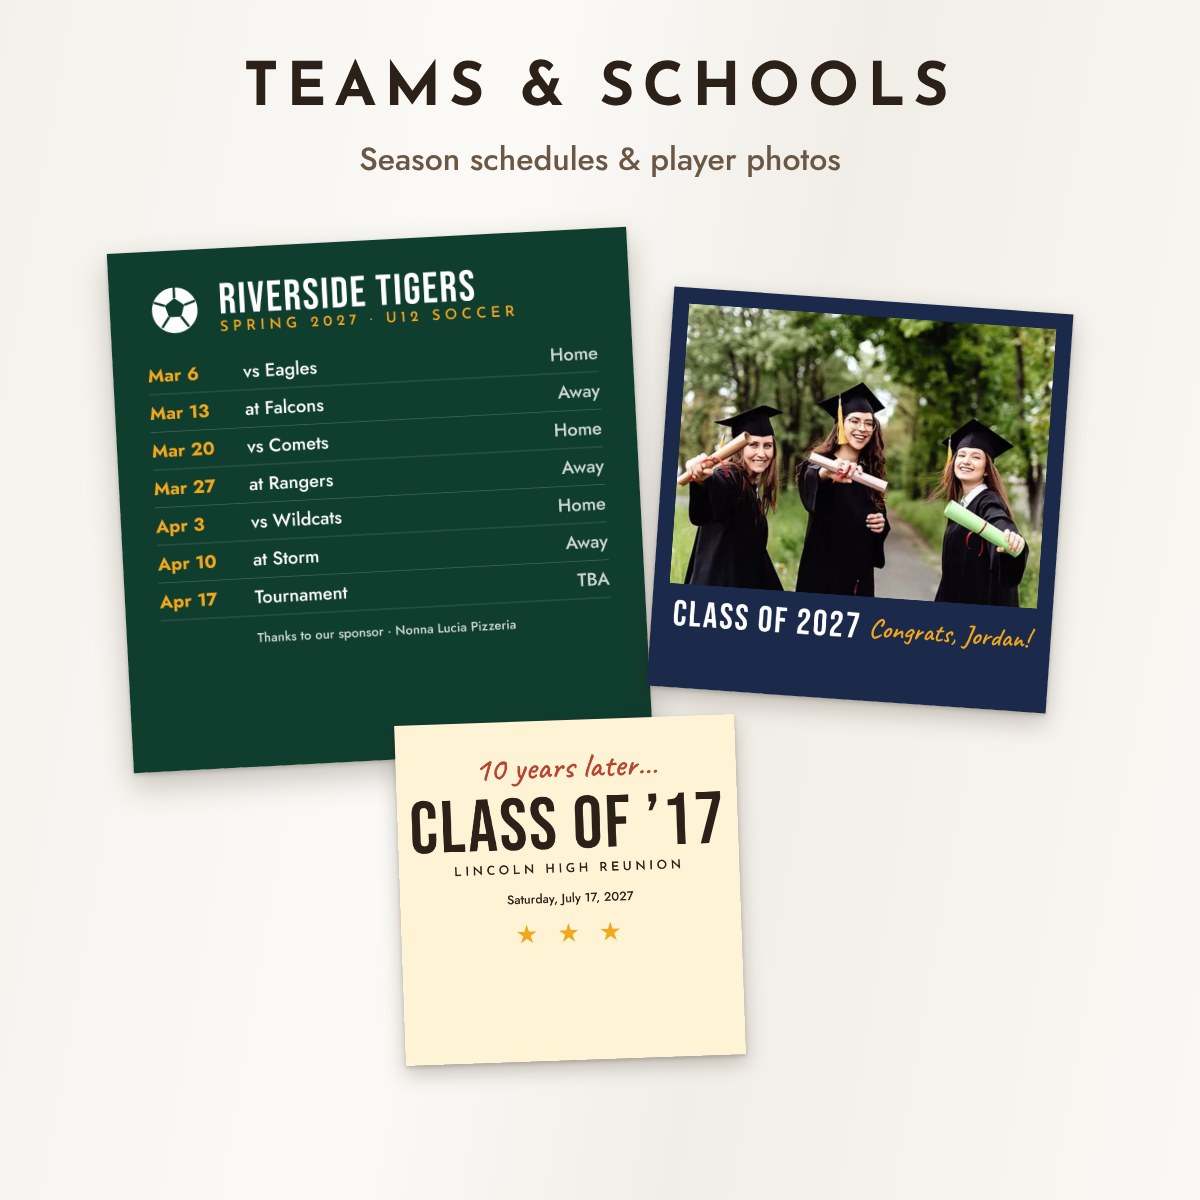 TEAMS & SCHOOLS
Season schedules & player photos
RIVERSIDE TIGERS
SPRING 2027 · U12 SOCCER
Mar 6 vs Eagles Home
Mar 13 at Falcons Away
Mar 20 vs Comets Home
Mar 27 at Rangers Away
Apr 3 vs Wildcats Home
Apr 10 at Storm Away
Apr 17 Tournament TBA
Thanks to our sponsor · Nonna Lucia Pizzeria
CLASS OF 2027 Congrats, Jordan!
10 years later...
CLASS OF ’17
LINCOLN HIGH REUNION
Saturday, July 17, 2027